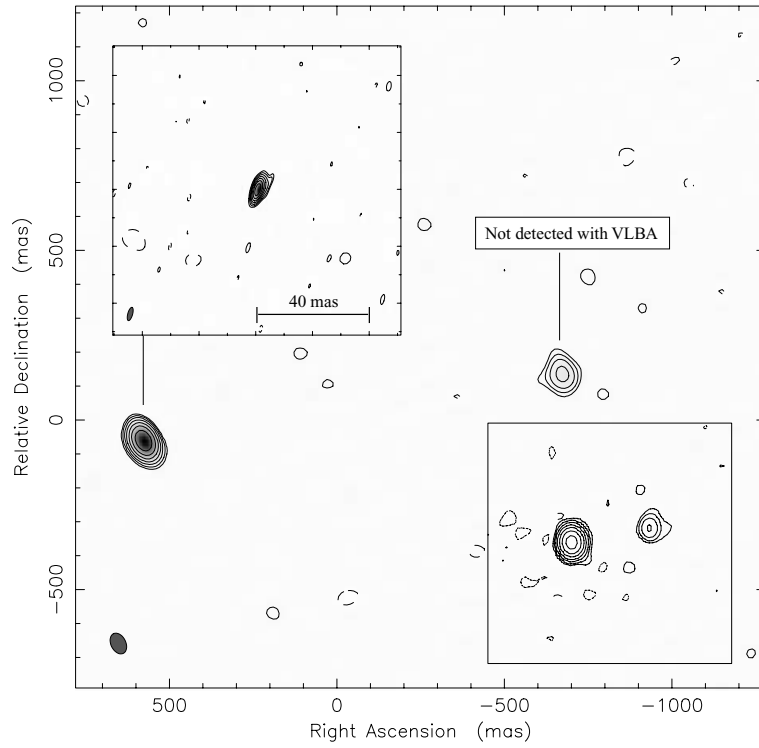 1000
500
0
−500
Relative Declination (mas)
40 mas
Not detected with VLBA
500
0
−500
−1000
Right Ascension (mas)